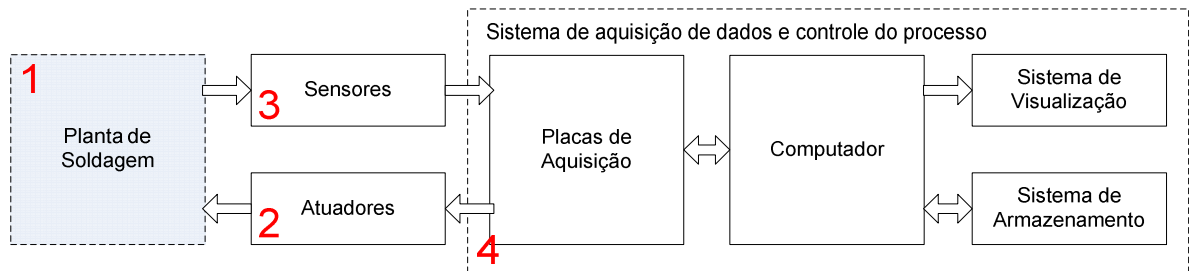 Sistema de aquisição de dados e controle do processo
1
Planta de
Soldagem
3
Sensores
2
Atuadores
4
Placas de
Aquisição
Computador
Sistema de
Visualização
Sistema de
Armazenamento